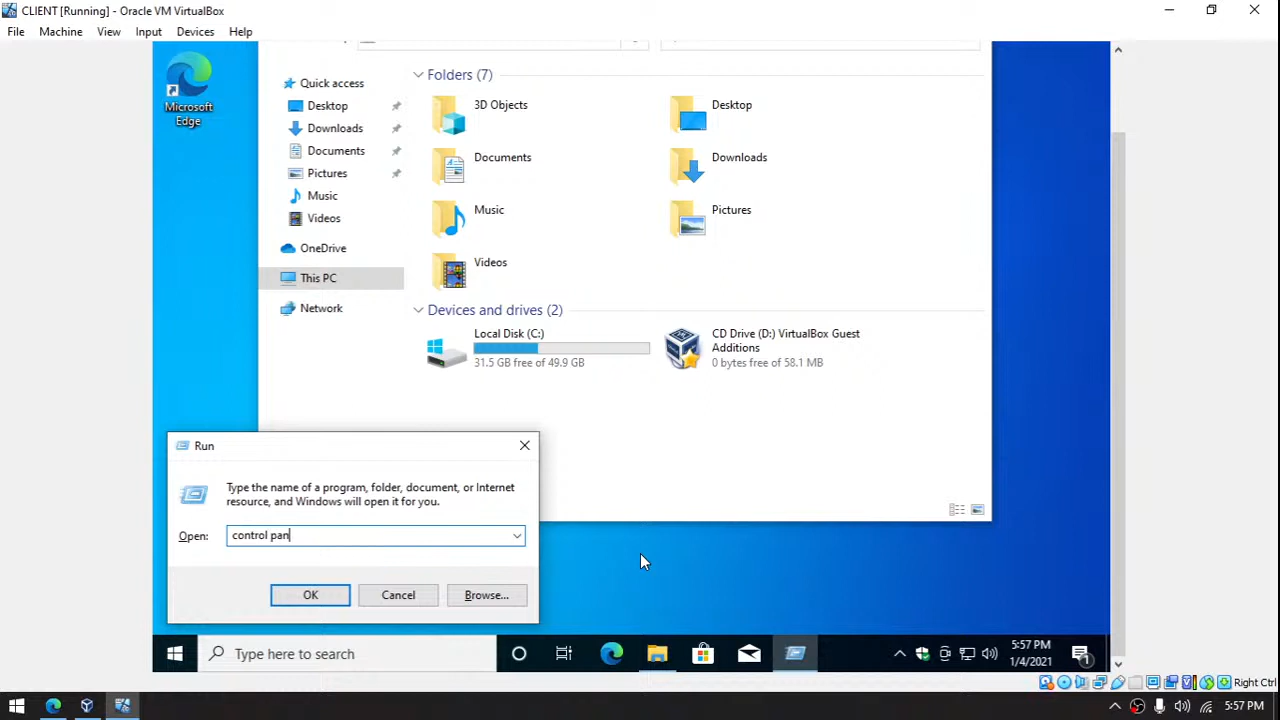 CLIENT [Running] - Oracle VM VirtualBox
File Machine View Input Devices Help
Microsoft
Edge
Quick access
Desktop
Downloads
Documents
Pictures
Music
Videos
OneDrive
This PC
Network
Folders (7)
3D Objects
Desktop
Documents
Downloads
Music
Pictures
Videos
Devices and drives (2)
Local Disk (C:)
31.5 GB free of 49.9 GB
CD Drive (D:) VirtualBox Guest
Additions
0 bytes free of 58.1 MB
Run
Type the name of a program, folder, document, or Internet
resource, and Windows will open it for you.
Open: control pan
OK Cancel Browse...
Type here to search
5:57 PM
1/4/2021
1
Right Ctrl
5:57 PM